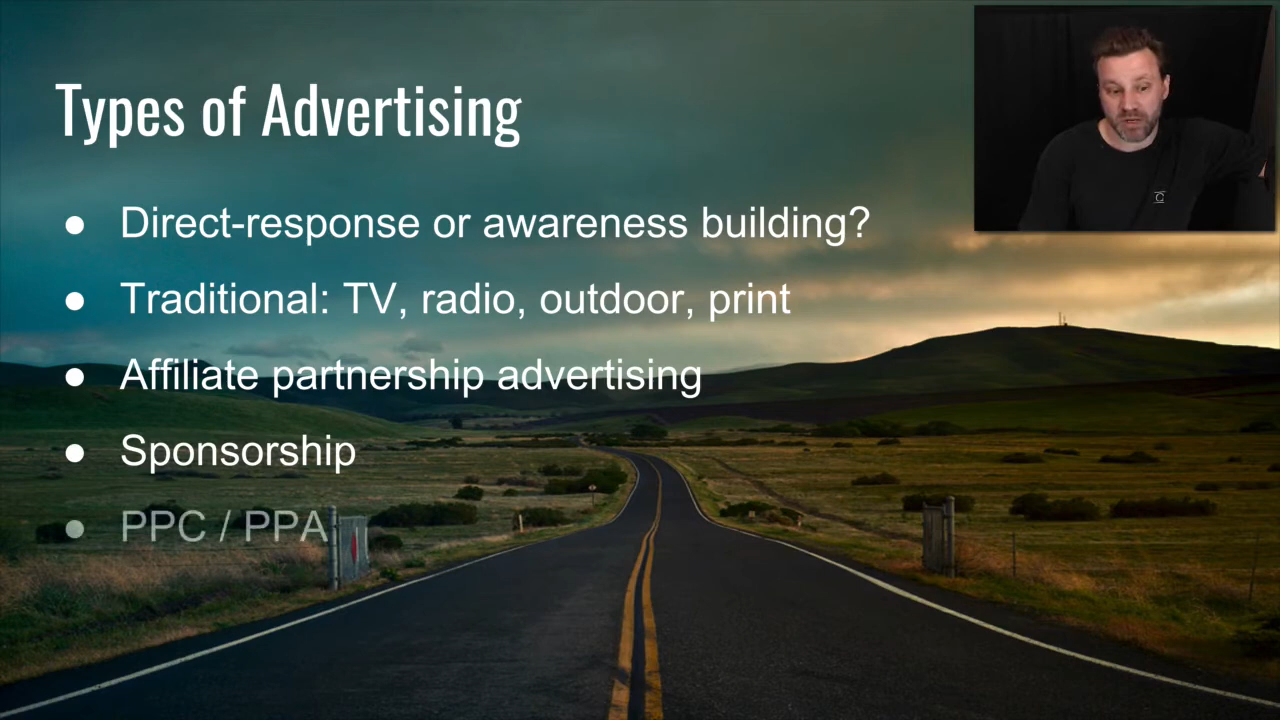 Types of Advertising
● Direct-response or awareness building?
● Traditional: TV, radio, outdoor, print
● Affiliate partnership advertising
● Sponsorship
● PPC / PPA